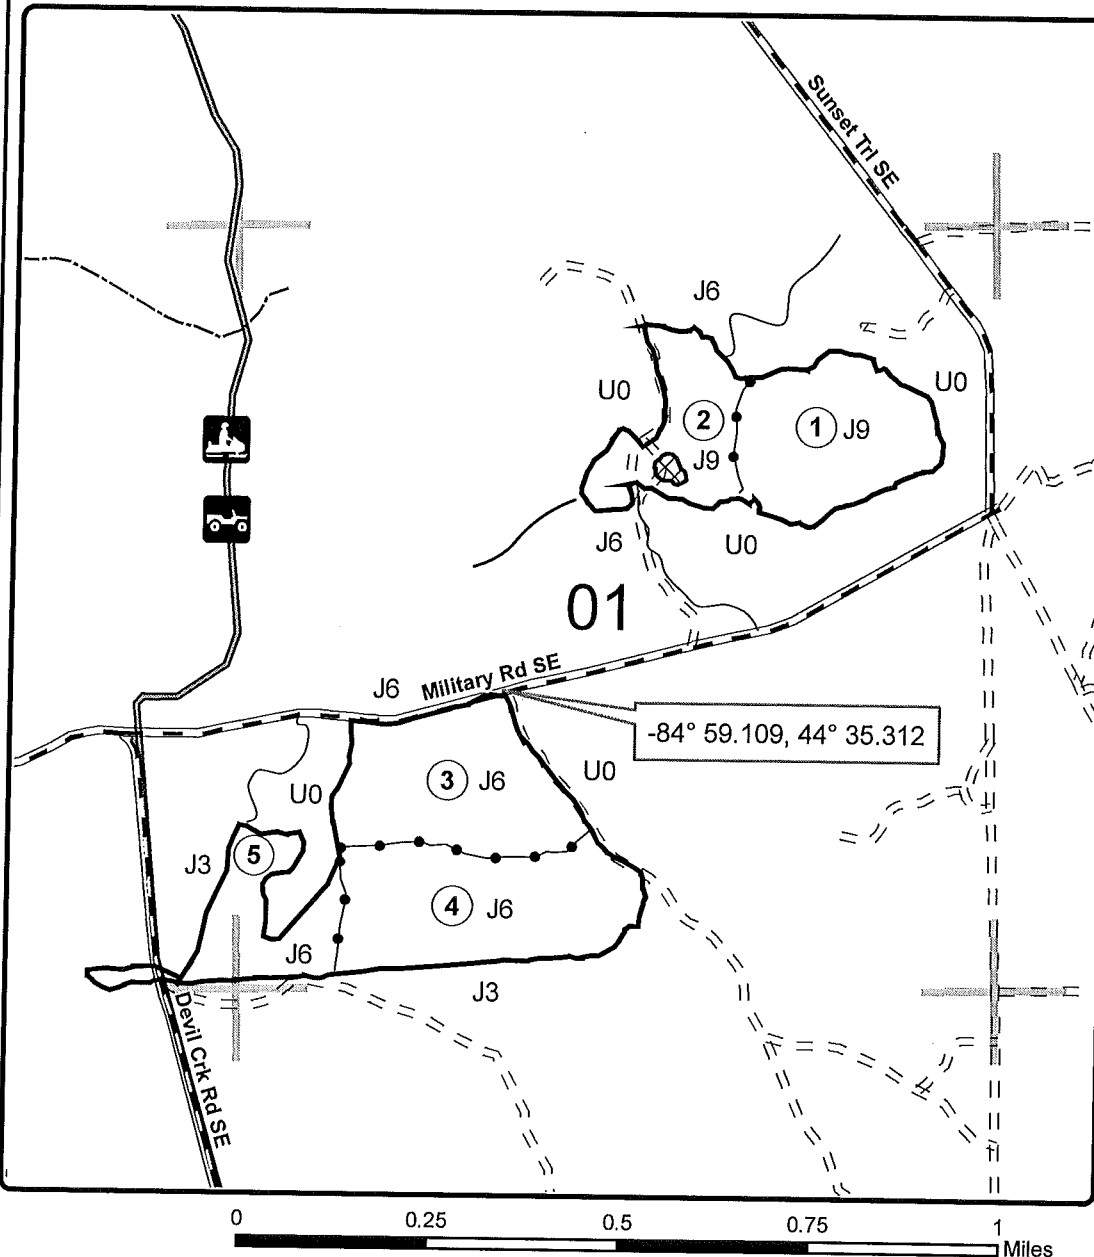 Sunset Trl SE
J6
U0
U0
2
1 J9
J9
J6
U0
01
J6
Military Rd SE
-84° 59.109, 44° 35.312
3 J6
U0
U0
J3
5
4 J6
J6
J3
Devil Crk Rd SE
0 0.25 0.5 0.75 1
Miles